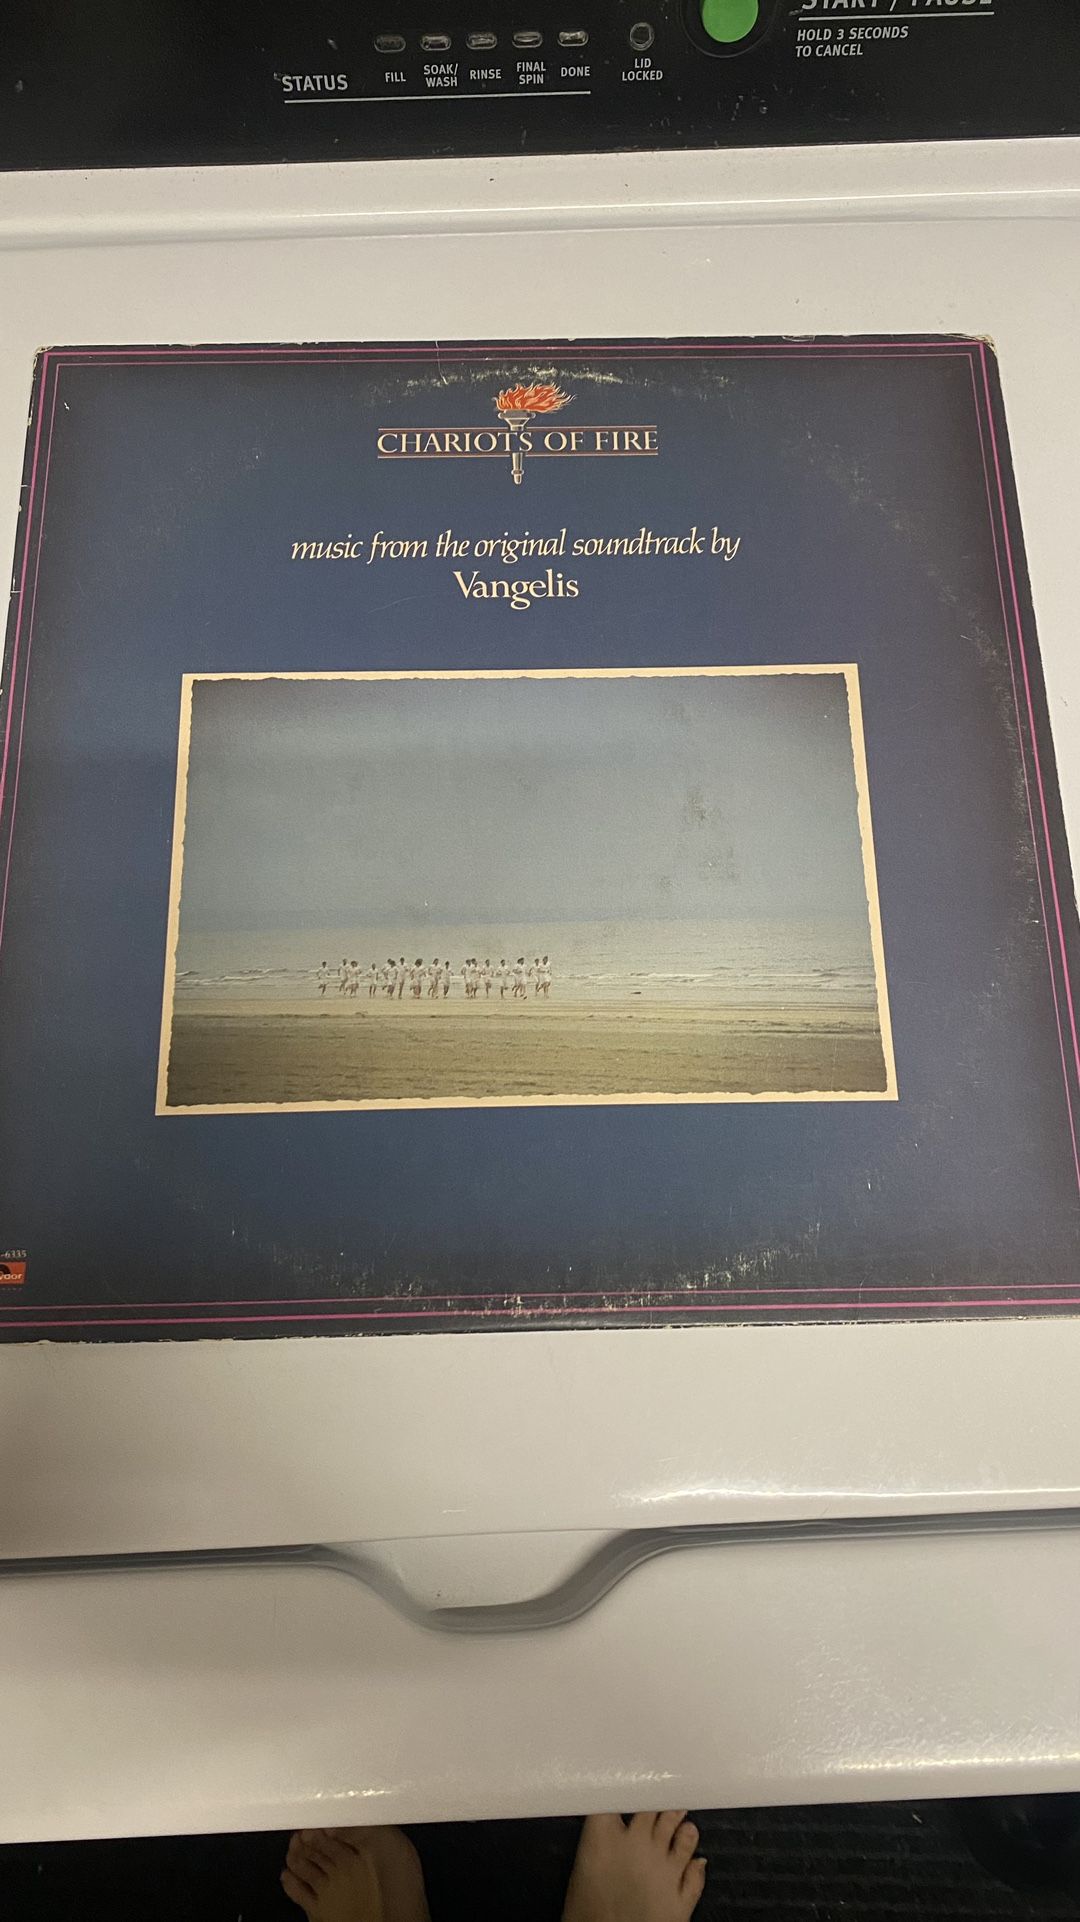 START / PAUSE
HOLD 3 SECONDS
TO CANCEL
STATUS
FILL
SOAK/
WASH
RINSE
FINAL
SPIN
DONE
LID
LOCKED
CHARIOTS OF FIRE
music from the original soundtrack by
Vangelis
-6335